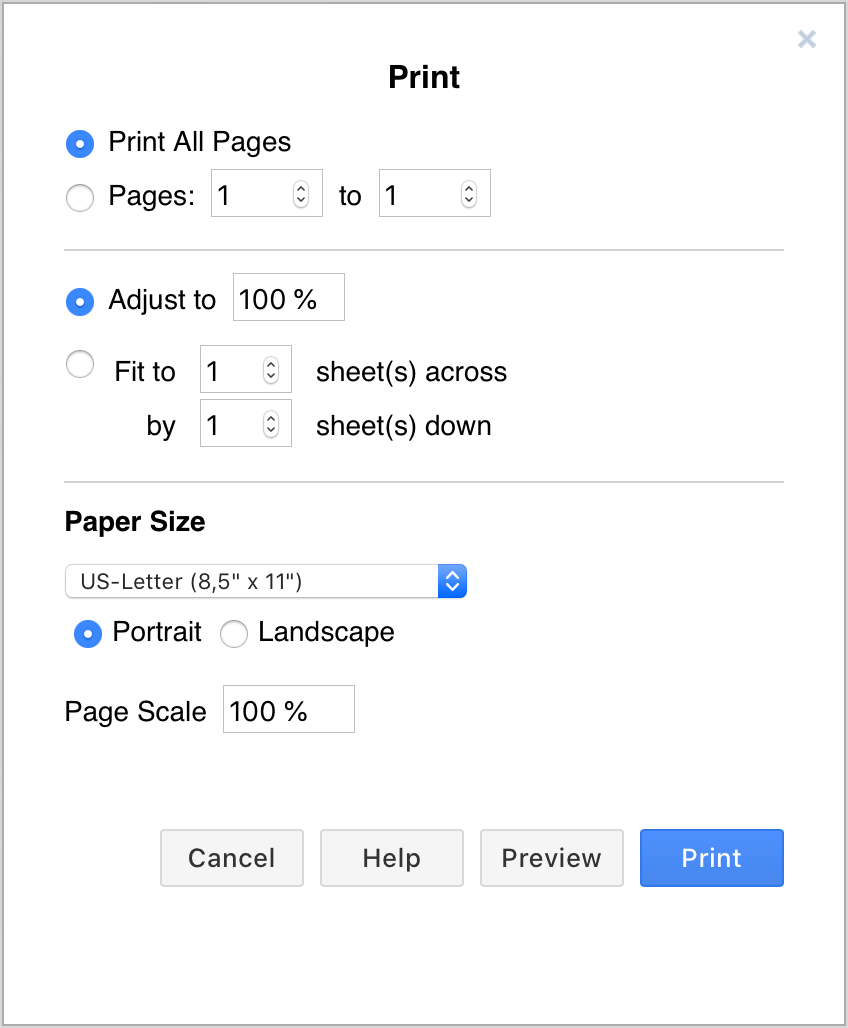 ×
Print
Print All Pages
Pages: 1 to 1
Adjust to 100 %
Fit to 1 sheet(s) across
by 1 sheet(s) down
Paper Size
US-Letter (8,5" x 11")
Portrait Landscape
Page Scale 100 %
Cancel Help Preview Print